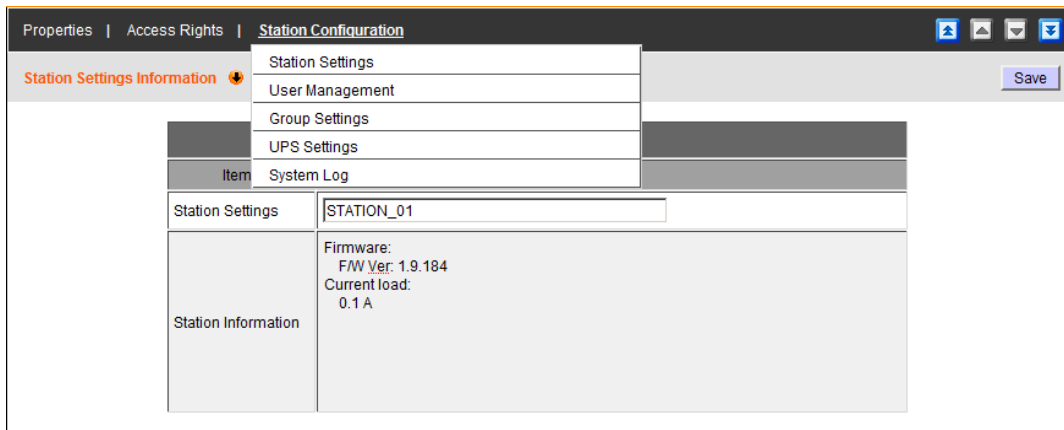 Properties | Access Rights | Station Configuration
Station Settings Information
Save
Station Settings
User Management
Group Settings
UPS Settings
System Log
Item
Station Settings STATION_01
Station Information
Firmware:
F/W Ver: 1.9.184
Current load:
0.1 A